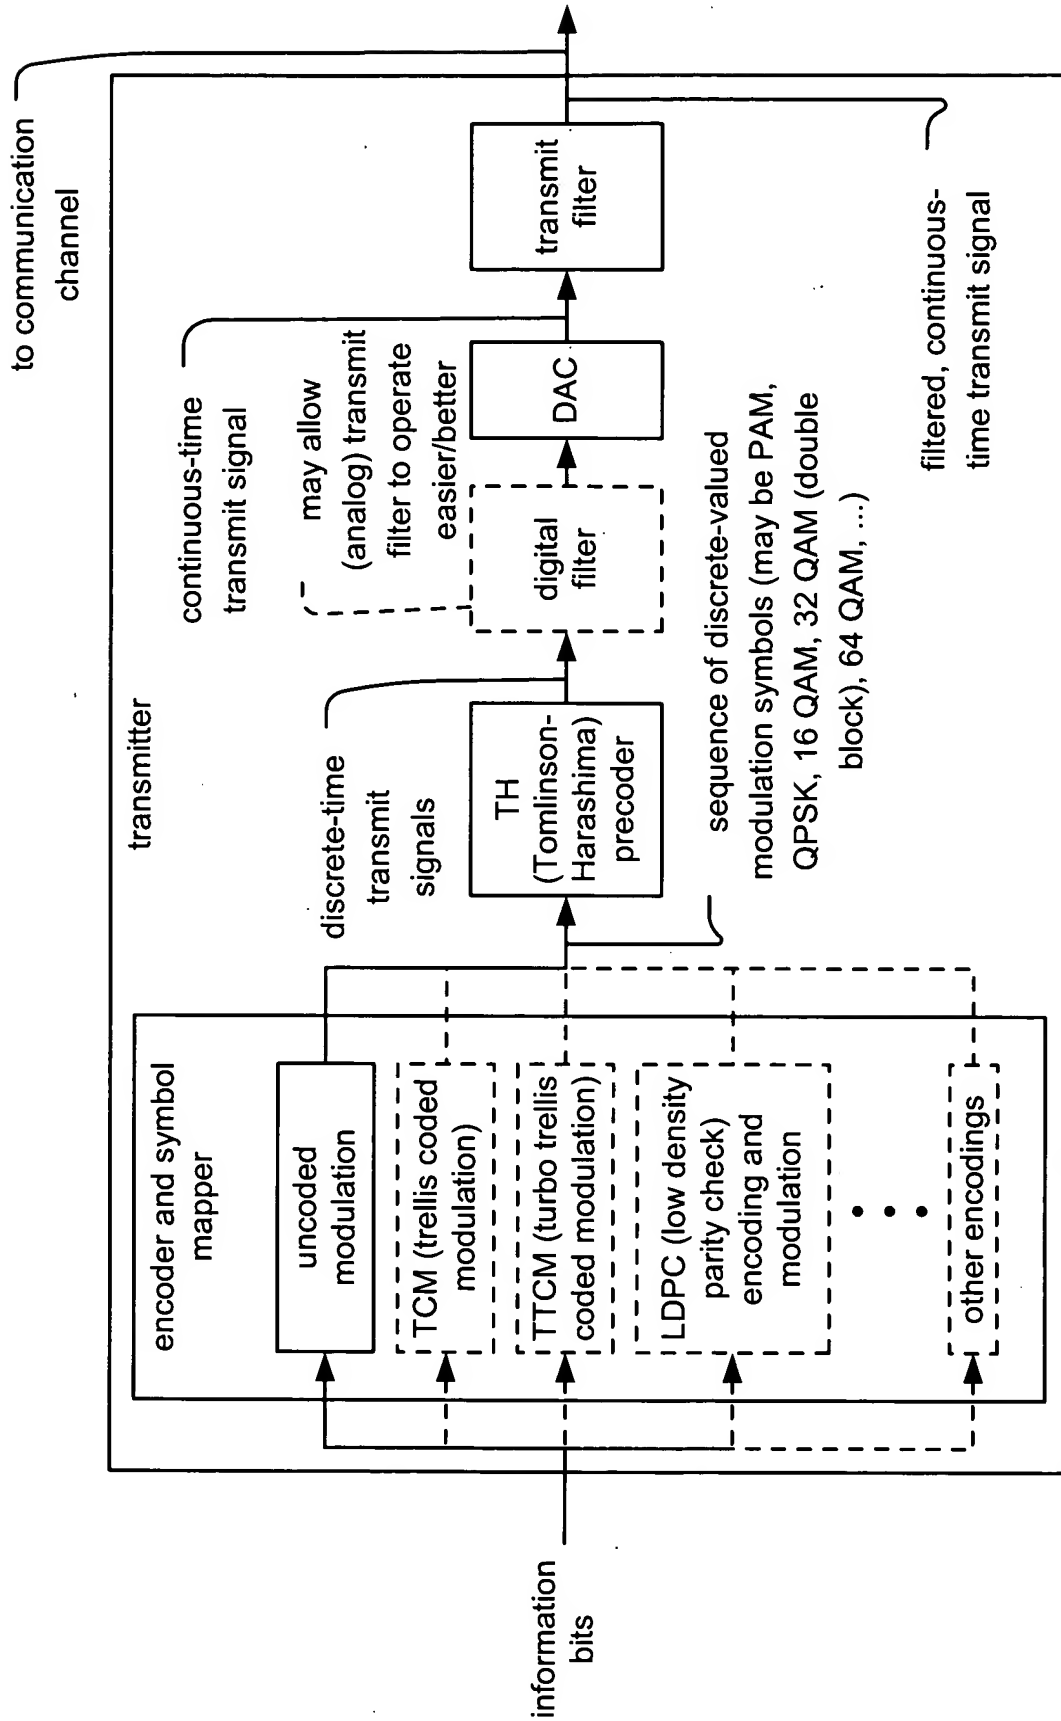 information
bits
transmitter
encoder and symbol
mapper
uncoded
modulation
TCM (trellis coded
modulation)
TTCM (turbo trellis
coded modulation)
LDPC (low density
parity check)
encoding and
modulation
other encodings
sequence of discrete-valued
modulation symbols (may be PAM,
QPSK, 16 QAM, 32 QAM (double
block), 64 QAM, ...)
TH
(Tomlinson-
Harashima)
precoder
discrete-time
transmit
signals
digital
filter
may allow
(analog) transmit
filter to operate
easier/better
DAC
continuous-time
transmit signal
transmit
filter
filtered, continuous-
time transmit signal
to communication
channel